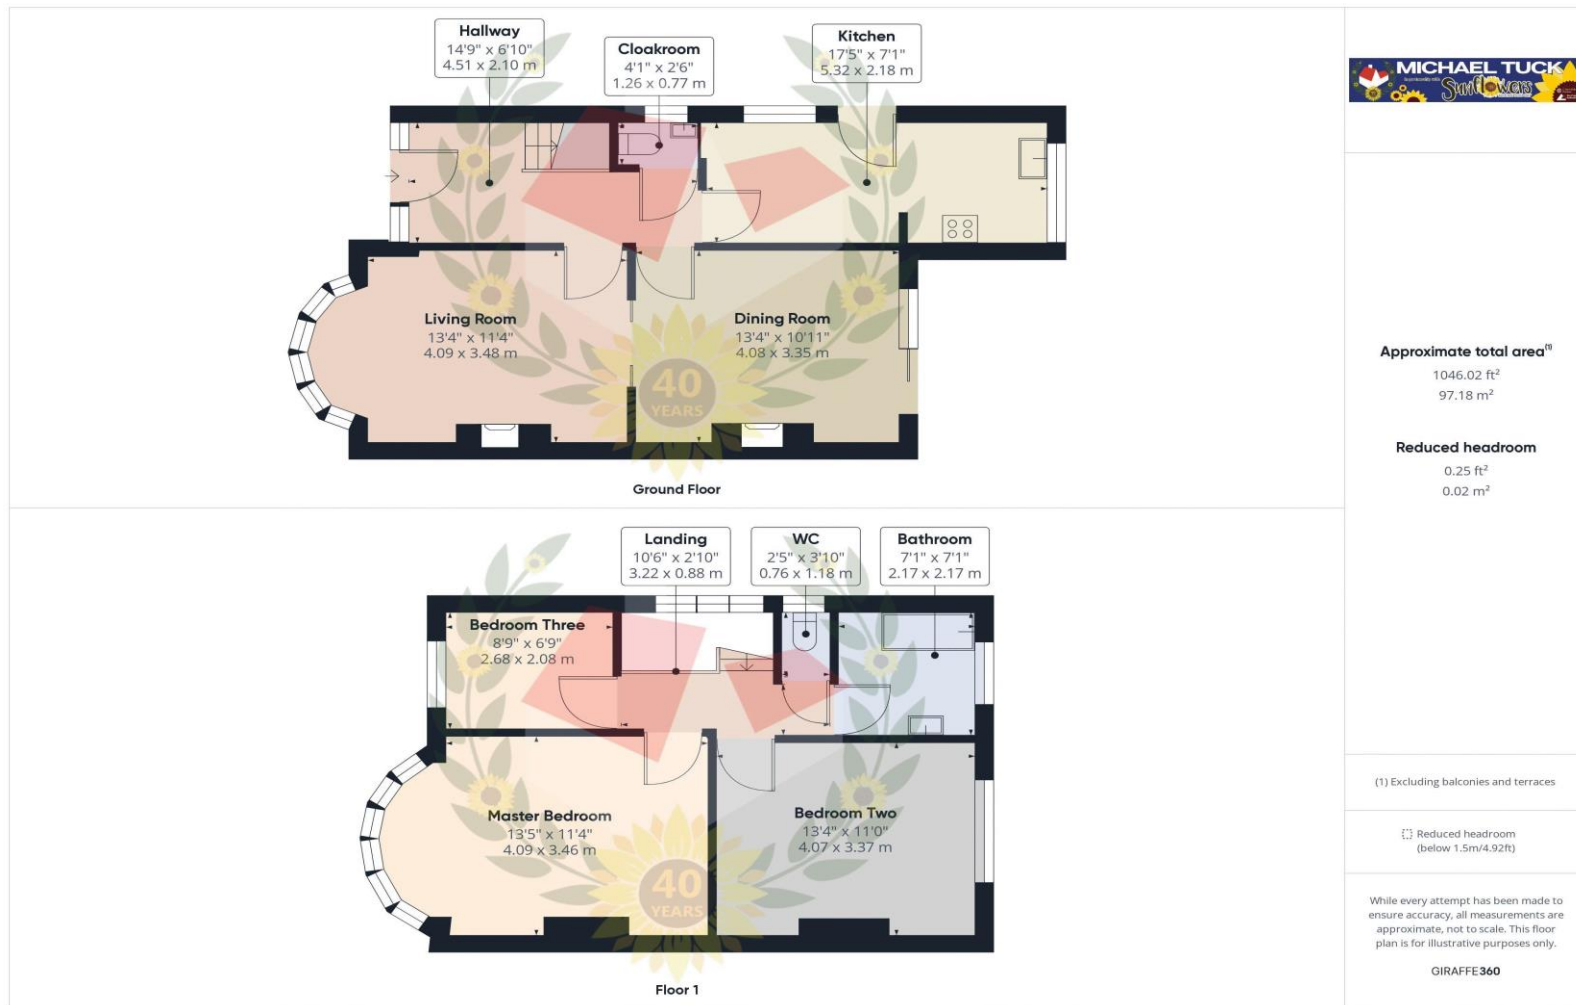 Hallway
14'9" x 6'10"
4.51 x 2.10 m
Cloakroom
4'1" x 2'6"
1.26 x 0.77 m
Kitchen
17'5" x 7'1"
5.32 x 2.18 m
Living Room
13'4" x 11'4"
4.09 x 3.48 m
Dining Room
13'4" x 10'11"
4.08 x 3.35 m
40
YEARS
Ground Floor
Landing
10'6" x 2'10"
3.22 x 0.88 m
WC
2'5" x 3'10"
0.76 x 1.18 m
Bathroom
7'1" x 7'1"
2.17 x 2.17 m
Bedroom Three
8'9" x 6'9"
2.68 x 2.08 m
Master Bedroom
13'5" x 11'4"
4.09 x 3.46 m
Bedroom Two
13'4" x 11'0"
4.07 x 3.37 m
40
YEARS
Floor 1
MICHAEL TUCK
Sunflowers
Approximate total area(1)
1046.02 ft²
97.18 m²
Reduced headroom
0.25 ft²
0.02 m²
(1) Excluding balconies and terraces
Reduced headroom
(below 1.5m/4.92ft)
While every attempt has been made to
ensure accuracy, all measurements are
approximate, not to scale. This floor
plan is for illustrative purposes only.
GIRAFFE360